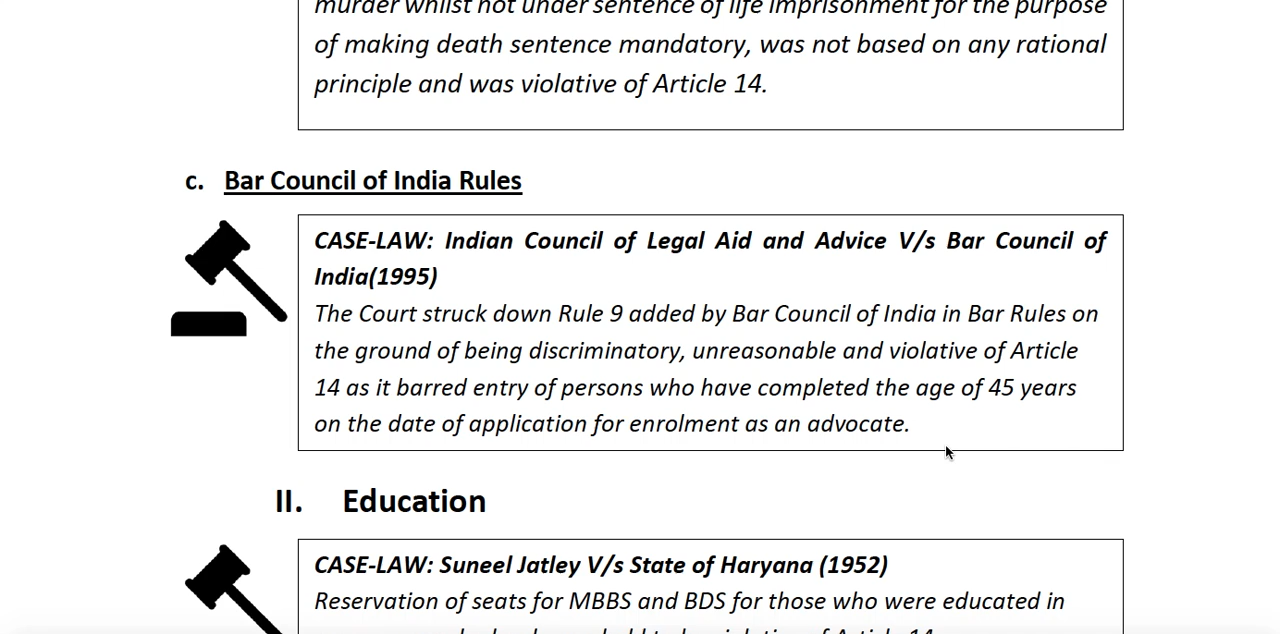 murder whilst not under sentence of life imprisonment for the purpose
of making death sentence mandatory, was not based on any rational
principle and was violative of Article 14.
c. Bar Council of India Rules
CASE-LAW: Indian Council of Legal Aid and Advice V/s Bar Council of
India(1995)
The Court struck down Rule 9 added by Bar Council of India in Bar Rules on
the ground of being discriminatory, unreasonable and violative of Article
14 as it barred entry of persons who have completed the age of 45 years
on the date of application for enrolment as an advocate.
II. Education
CASE-LAW: Suneel Jatley V/s State of Haryana (1952)
Reservation of seats for MBBS and BDS for those who were educated in
Article 14